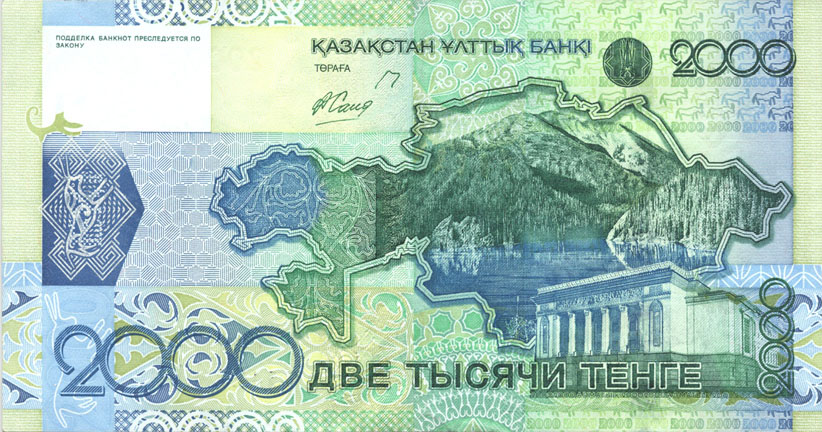 ПОДДЕЛКА БАНКНОТ ПРЕСЛЕДУЕТСЯ ПО
ЗАКОНУ
ҚАЗАҚСТАН ҰЛТТЫҚ БАНКІ
ТӨРАҒА
2000
2000
2000
ДВЕ ТЫСЯЧИ ТЕНГЕ